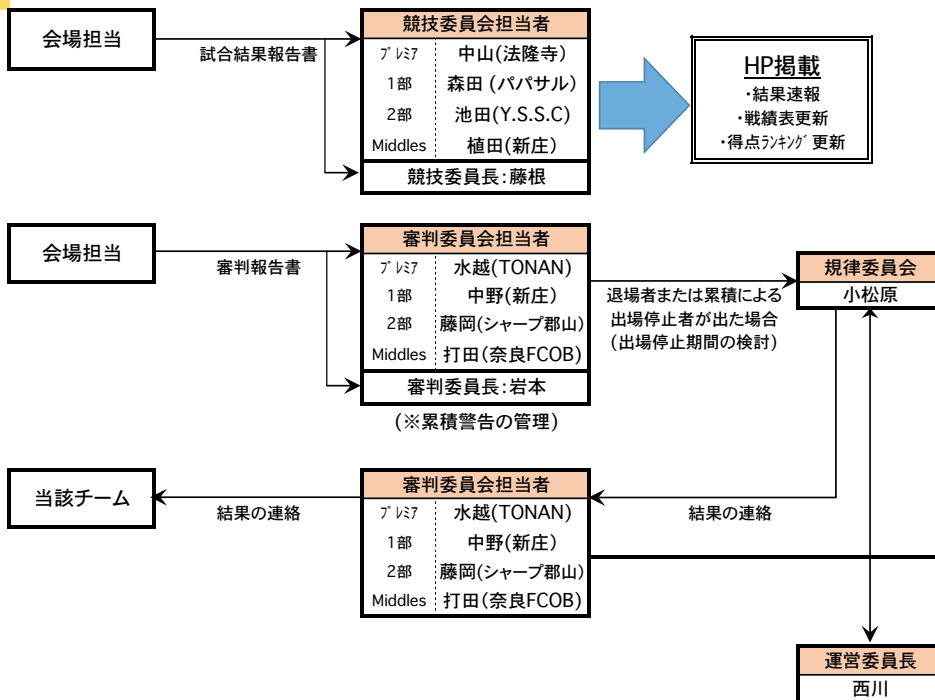 会場担当
試合結果報告書
競技委員会担当者
プレミア 中山(法隆寺)
1部 森田 (パパサル)
2部 池田(Y.S.S.C)
Middles 植田(新庄)
競技委員長:藤根
HP掲載
・結果速報
・戦績表更新
・得点ランキング更新
会場担当
審判報告書
審判委員会担当者
プレミア 水越(TONAN)
1部 中野(新庄)
2部 藤岡(シャープ郡山)
Middles 打田(奈良FCOB)
審判委員長:岩本
(※累積警告の管理)
退場者または累積による
出場停止者が出た場合
(出場停止期間の検討)
規律委員会
小松原
当該チーム
結果の連絡
審判委員会担当者
プレミア 水越(TONAN)
1部 中野(新庄)
2部 藤岡(シャープ郡山)
Middles 打田(奈良FCOB)
結果の連絡
運営委員長
西川